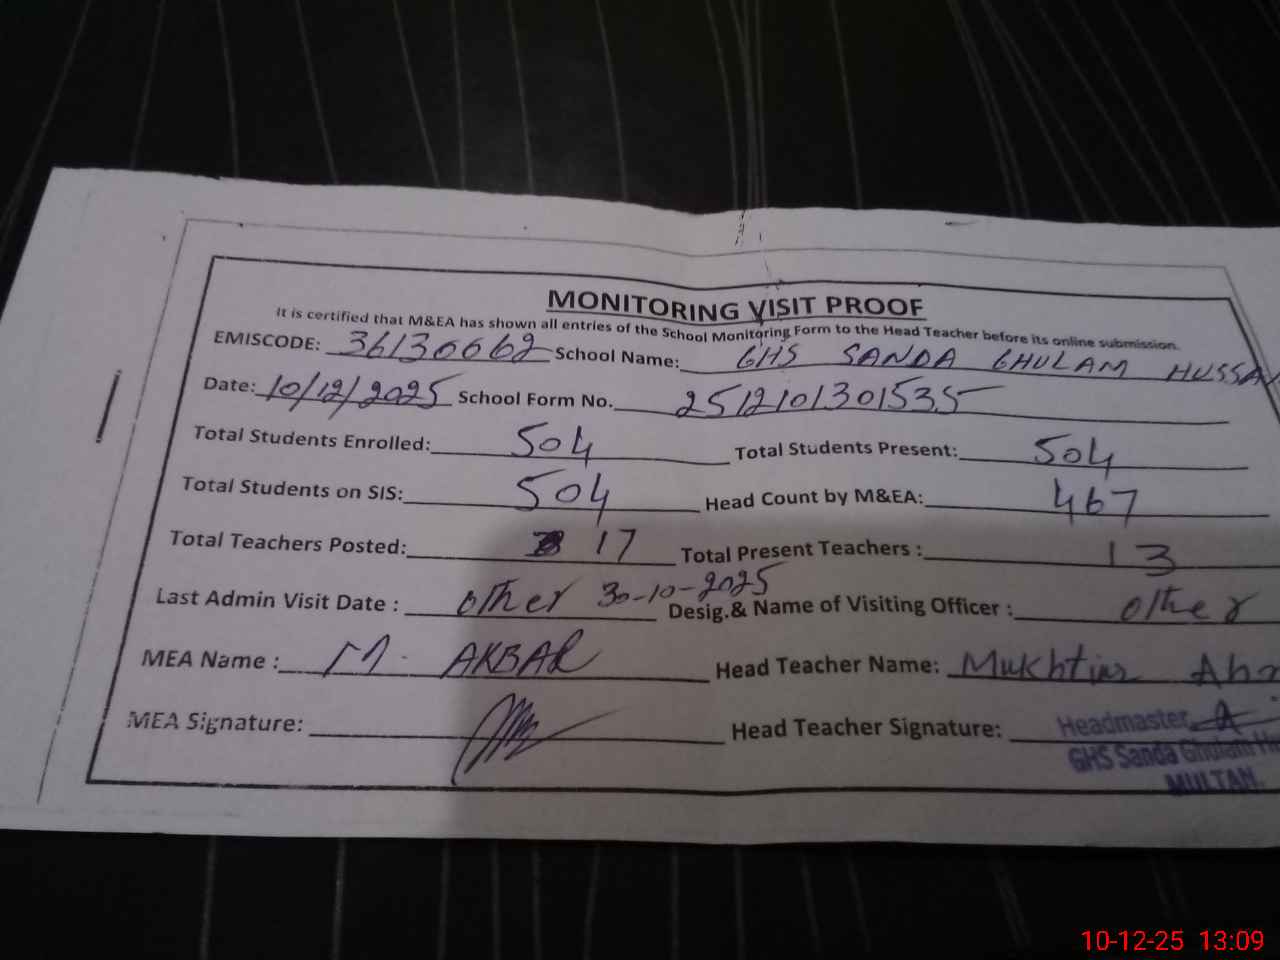 MONITORING VISIT PROOF
It is certified that M&EA has shown all entries of the School Monitoring Form to the Head Teacher before its online submission.
EMISCODE: 36130662 School Name: GHS SANDA GHULAM HUSSA
Date: 10/12/2025 School Form No. 2512101301535
Total Students Enrolled: 504 Total Students Present: 504
Total Students on SIS: 504 Head Count by M&EA: 467
Total Teachers Posted: 17 Total Present Teachers : 13
Last Admin Visit Date : other 30-10-2025 Desig.& Name of Visiting Officer : other
MEA Name : M. AKBAR Head Teacher Name: Mukhtiar Ah
MEA Signature: Head Teacher Signature: Headmaster
GHS Sanda Ghulam
MULTAN.
10-12-25 13:09